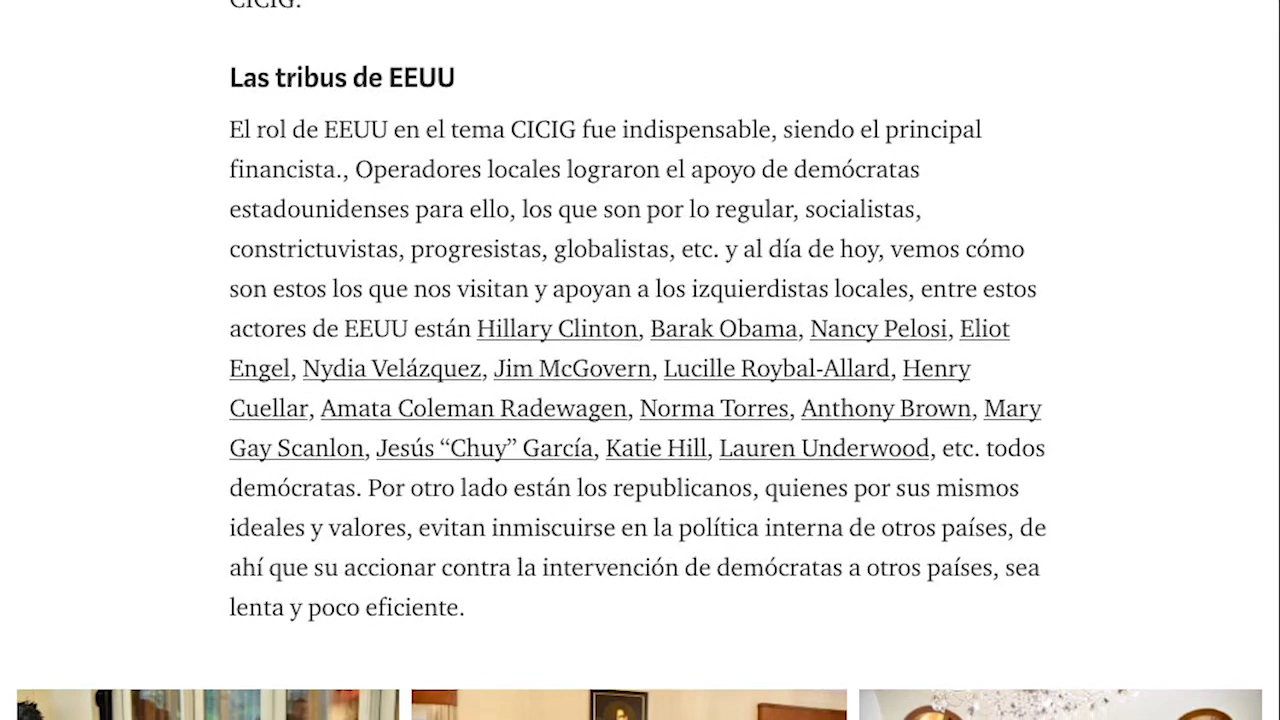 CICIG.
Las tribus de EEUU
El rol de EEUU en el tema CICIG fue indispensable, siendo el principal
financista., Operadores locales lograron el apoyo de demócratas
estadounidenses para ello, los que son por lo regular, socialistas,
constrictuvistas, progresistas, globalistas, etc. y al día de hoy, vemos cómo
son estos los que nos visitan y apoyan a los izquierdistas locales, entre estos
actores de EEUU están Hillary Clinton, Barak Obama, Nancy Pelosi, Eliot
Engel, Nydia Velázquez, Jim McGovern, Lucille Roybal-Allard, Henry
Cuellar, Amata Coleman Radewagen, Norma Torres, Anthony Brown, Mary
Gay Scanlon, Jesús “Chuy” García, Katie Hill, Lauren Underwood, etc. todos
demócratas. Por otro lado están los republicanos, quienes por sus mismos
ideales y valores, evitan inmiscuirse en la política interna de otros países, de
ahí que su accionar contra la intervención de demócratas a otros países, sea
lenta y poco eficiente.